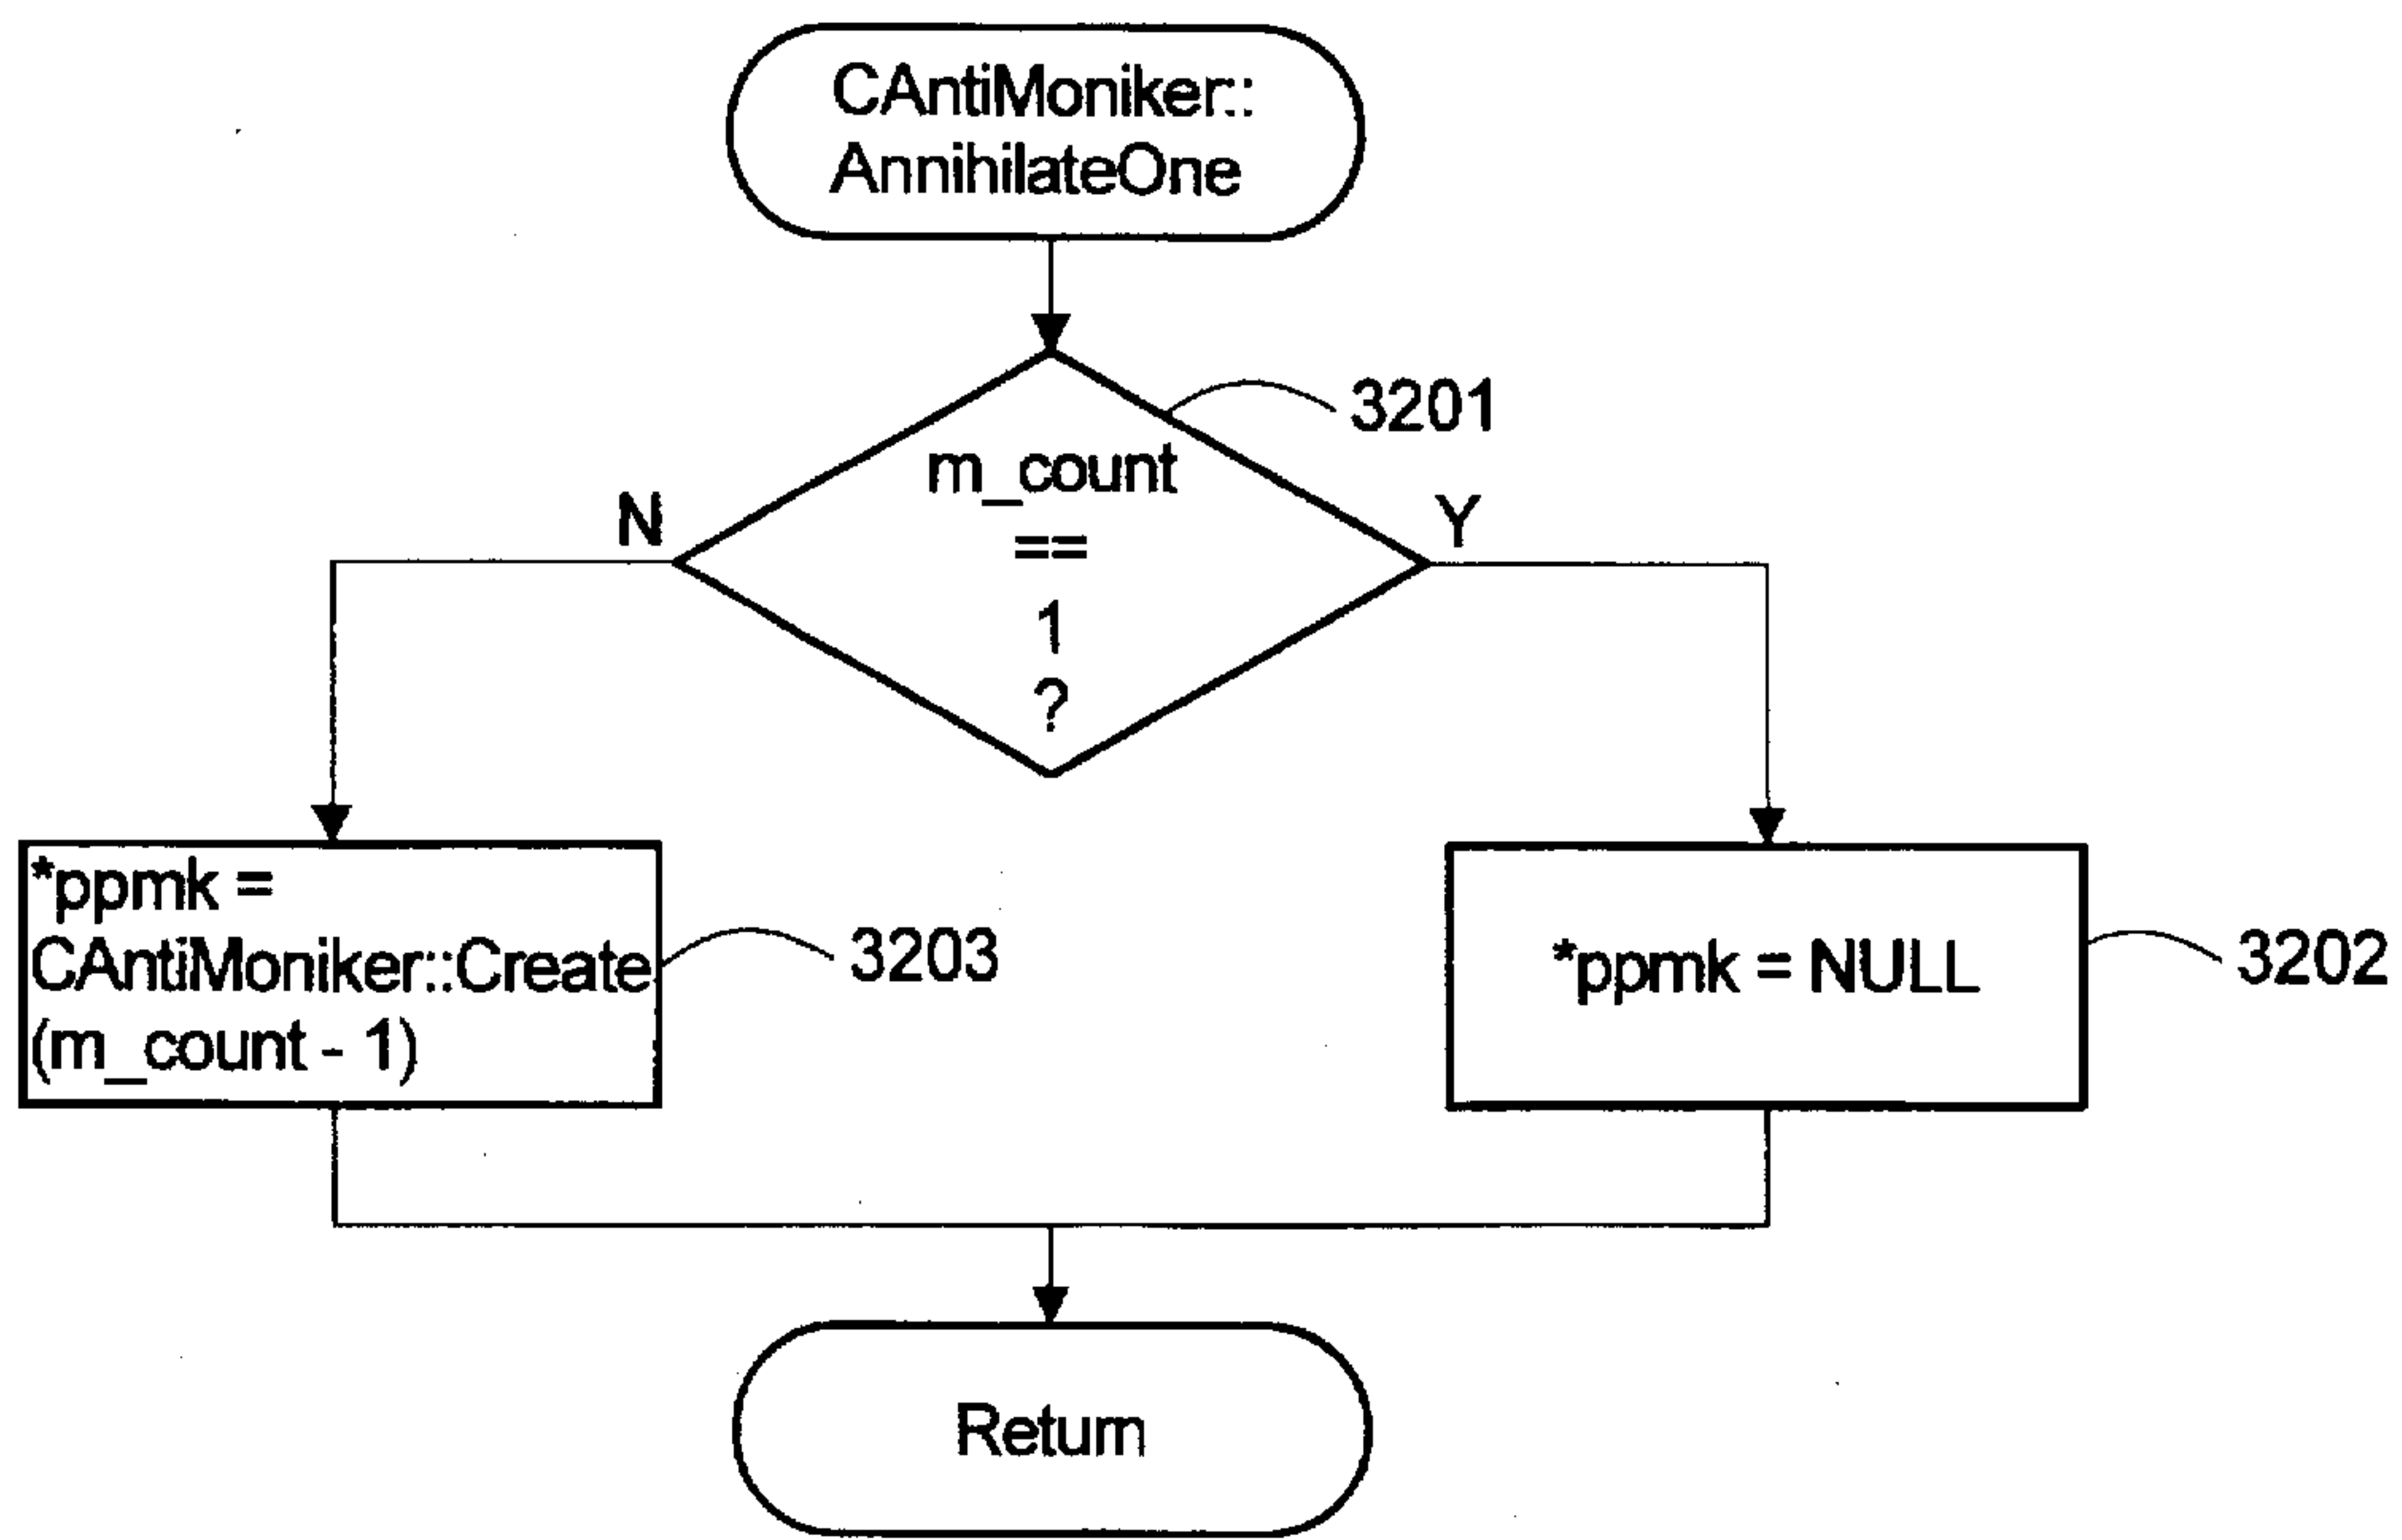 CAntiMoniker::
AnnihilateOne
3201
m_count
==
1
?
N
Y
*ppmk =
CAntiMoniker::Create
(m_count - 1)
3203
*ppmk = NULL
3202
Return